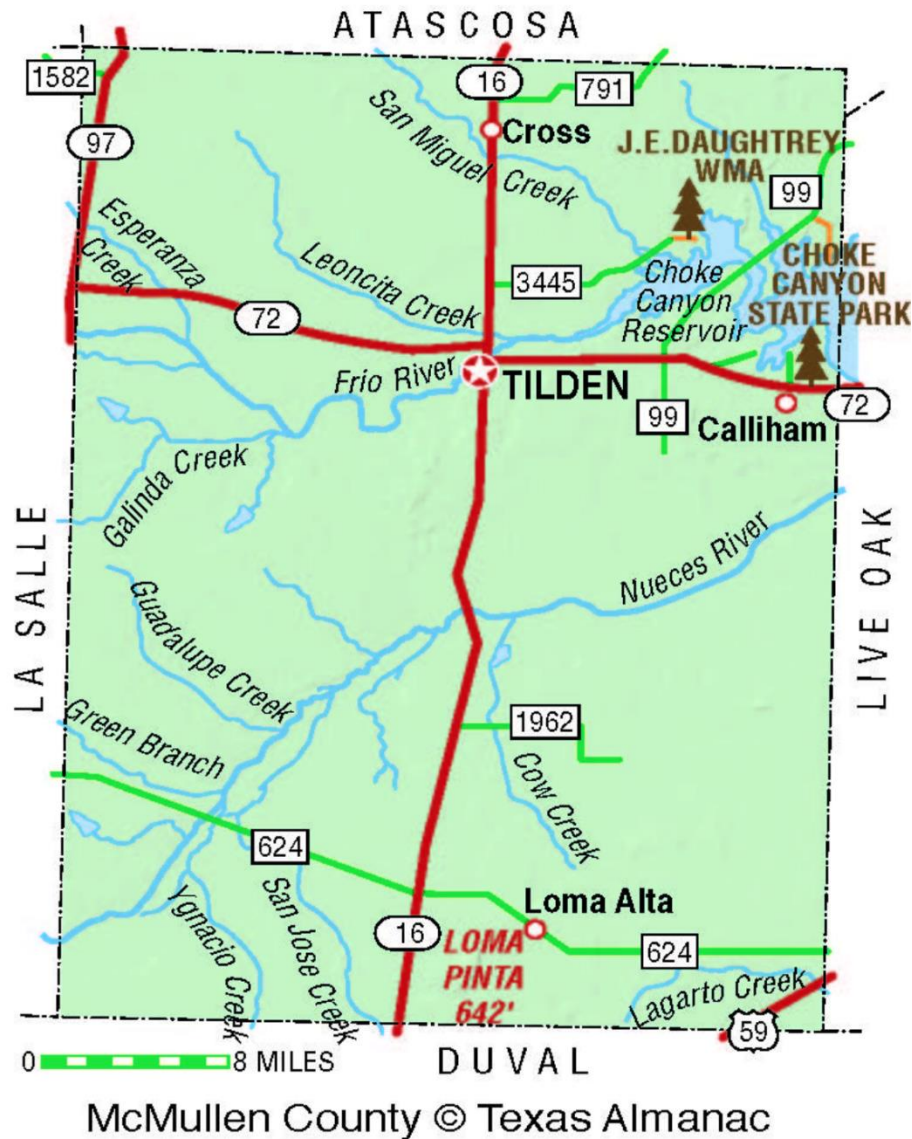 ATASCOSA
1582
16
791
97
San Miguel Creek
Cross
J.E.DAUGHTREY
WMA
99
Esperanza
Creek
Leoncita Creek
3445
Choke
Canyon
Reservoir
CHOKE
CANYON
STATE PARK
72
Frio River
TILDEN
99
Calliham
72
Galinda Creek
LA SALLE
LIVE OAK
Nueces River
Guadalupe Creek
Green Branch
1962
Cow Creek
624
Ygnacio Creek
San Jose Creek
16
Loma Alta
LOMA
PINTA
642'
624
Lagarto Creek
59
0 8 MILES
DUVAL
McMullen County © Texas Almanac